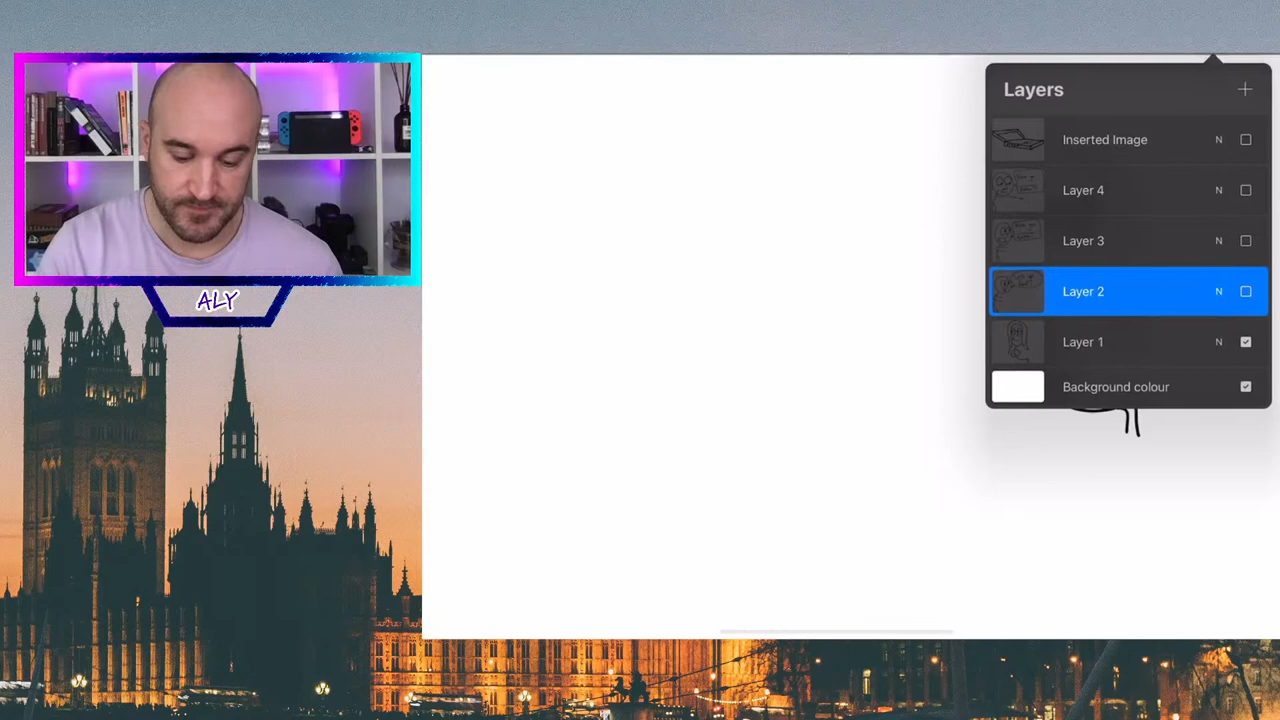 ALY
Layers
Inserted Image N
Layer 4 N
Layer 3 N
Layer 2 N
Layer 1 N
Background colour